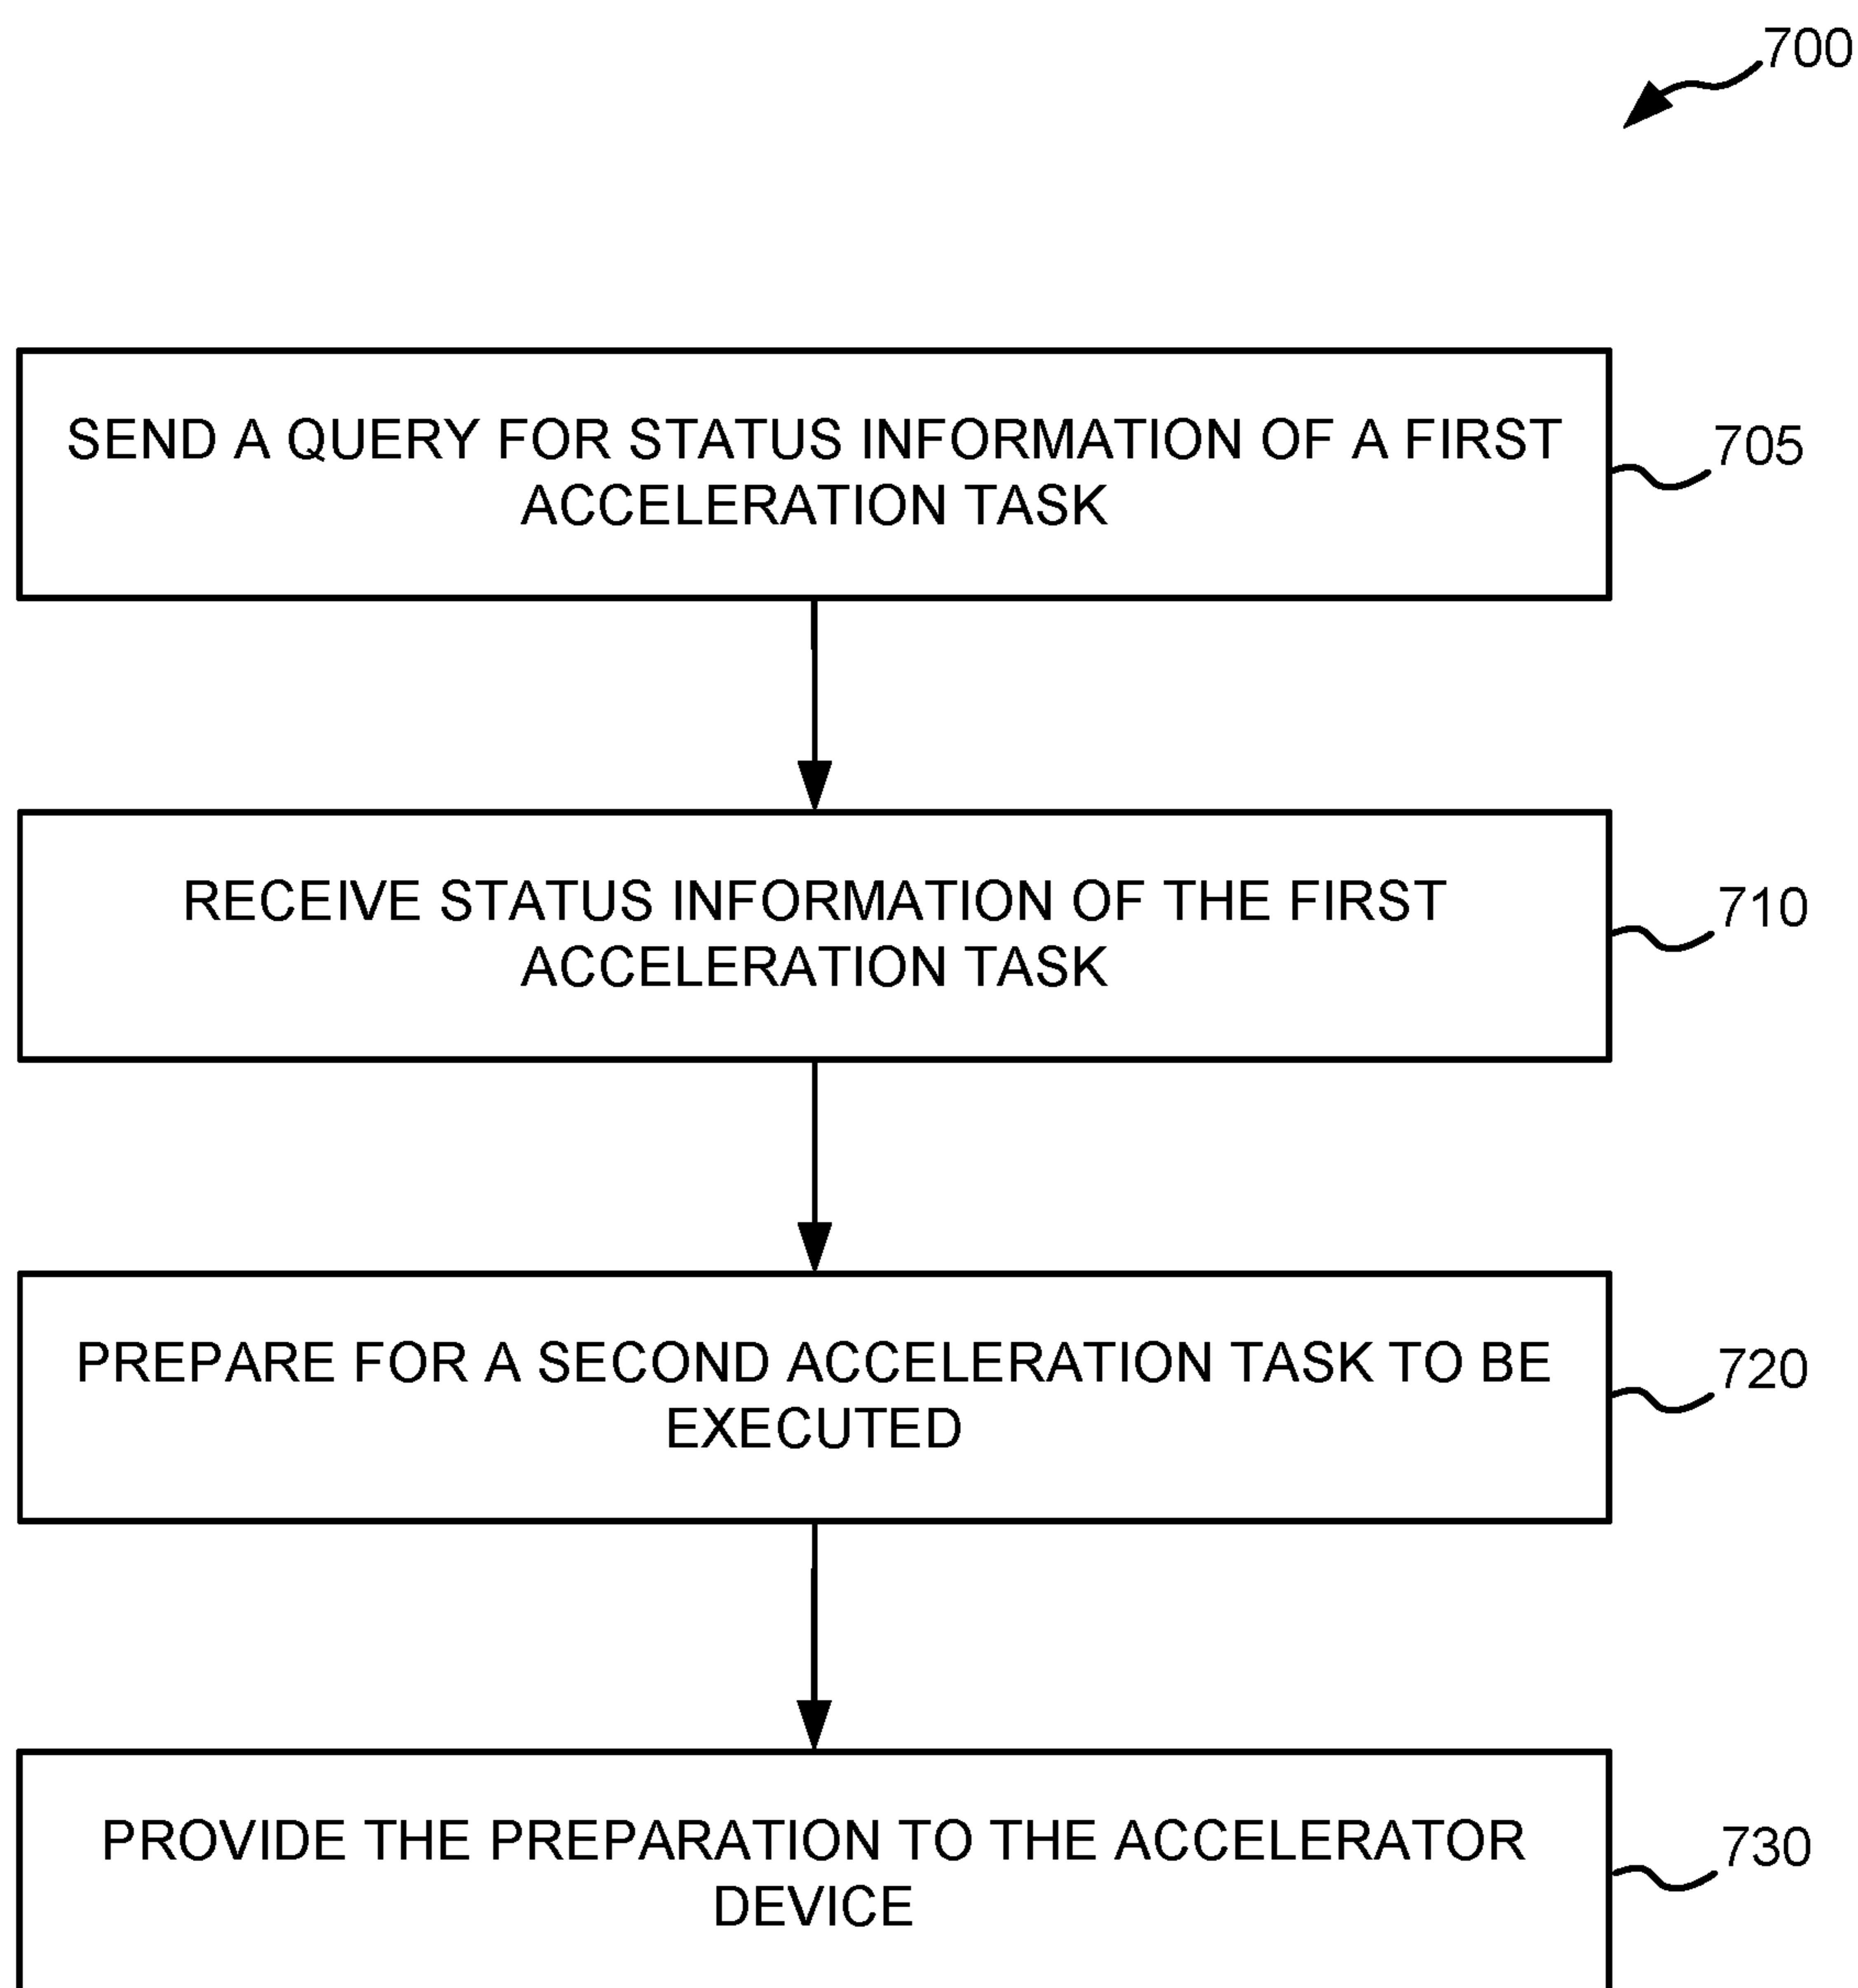 700
SEND A QUERY FOR STATUS INFORMATION OF A FIRST
ACCELERATION TASK
705
RECEIVE STATUS INFORMATION OF THE FIRST
ACCELERATION TASK
710
PREPARE FOR A SECOND ACCELERATION TASK TO BE
EXECUTED
720
PROVIDE THE PREPARATION TO THE ACCELERATOR
DEVICE
730